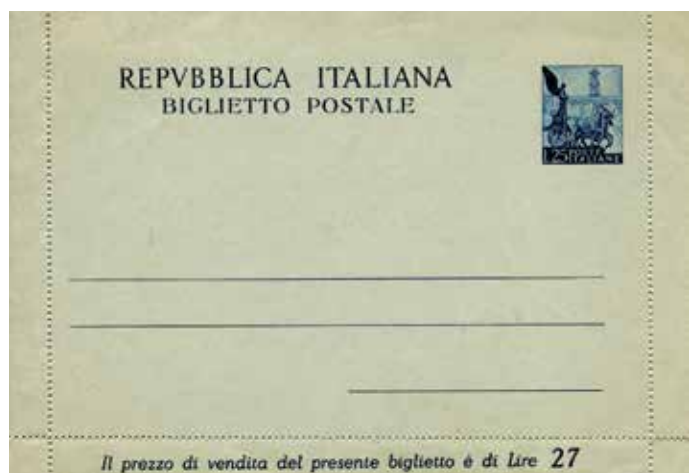 REPVBBLICA ITALIANA
BIGLIETTO POSTALE
L.25 POSTE
ITALIANE
Il prezzo di vendita del presente biglietto è di Lire 27